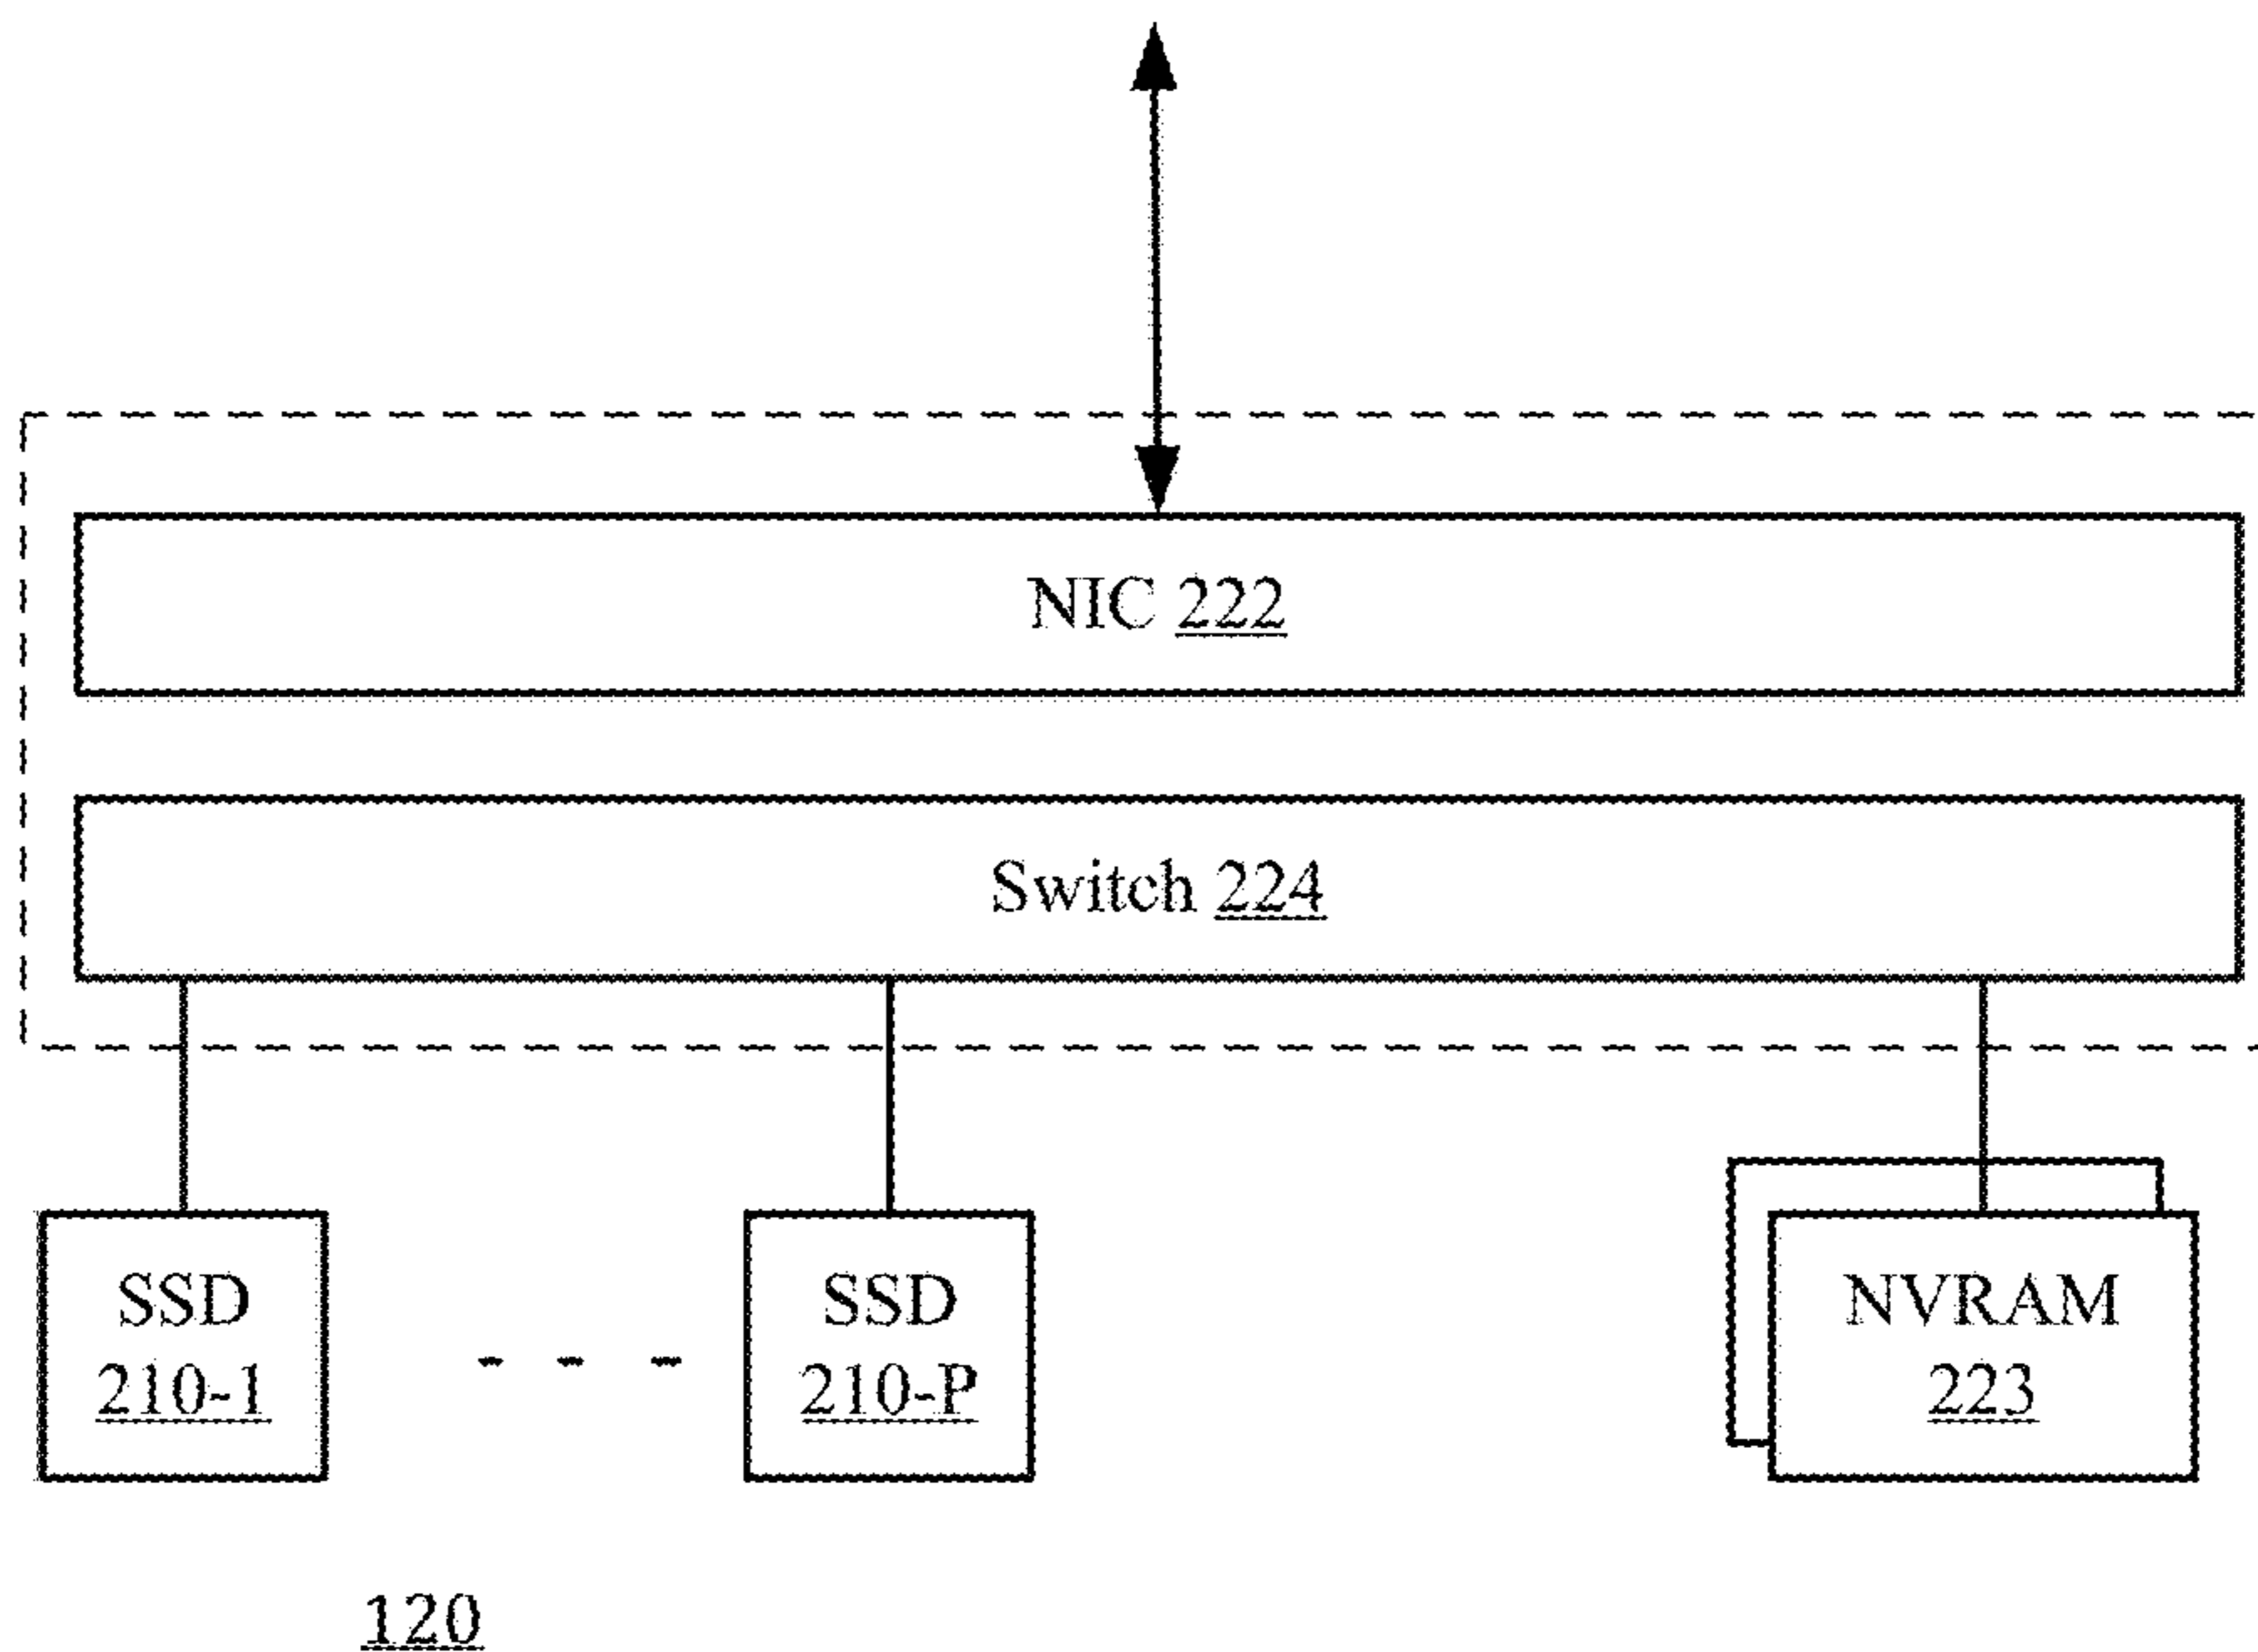 NIC 222
Switch 224
SSD
210-1
SSD
210-P
NVRAM
223
120